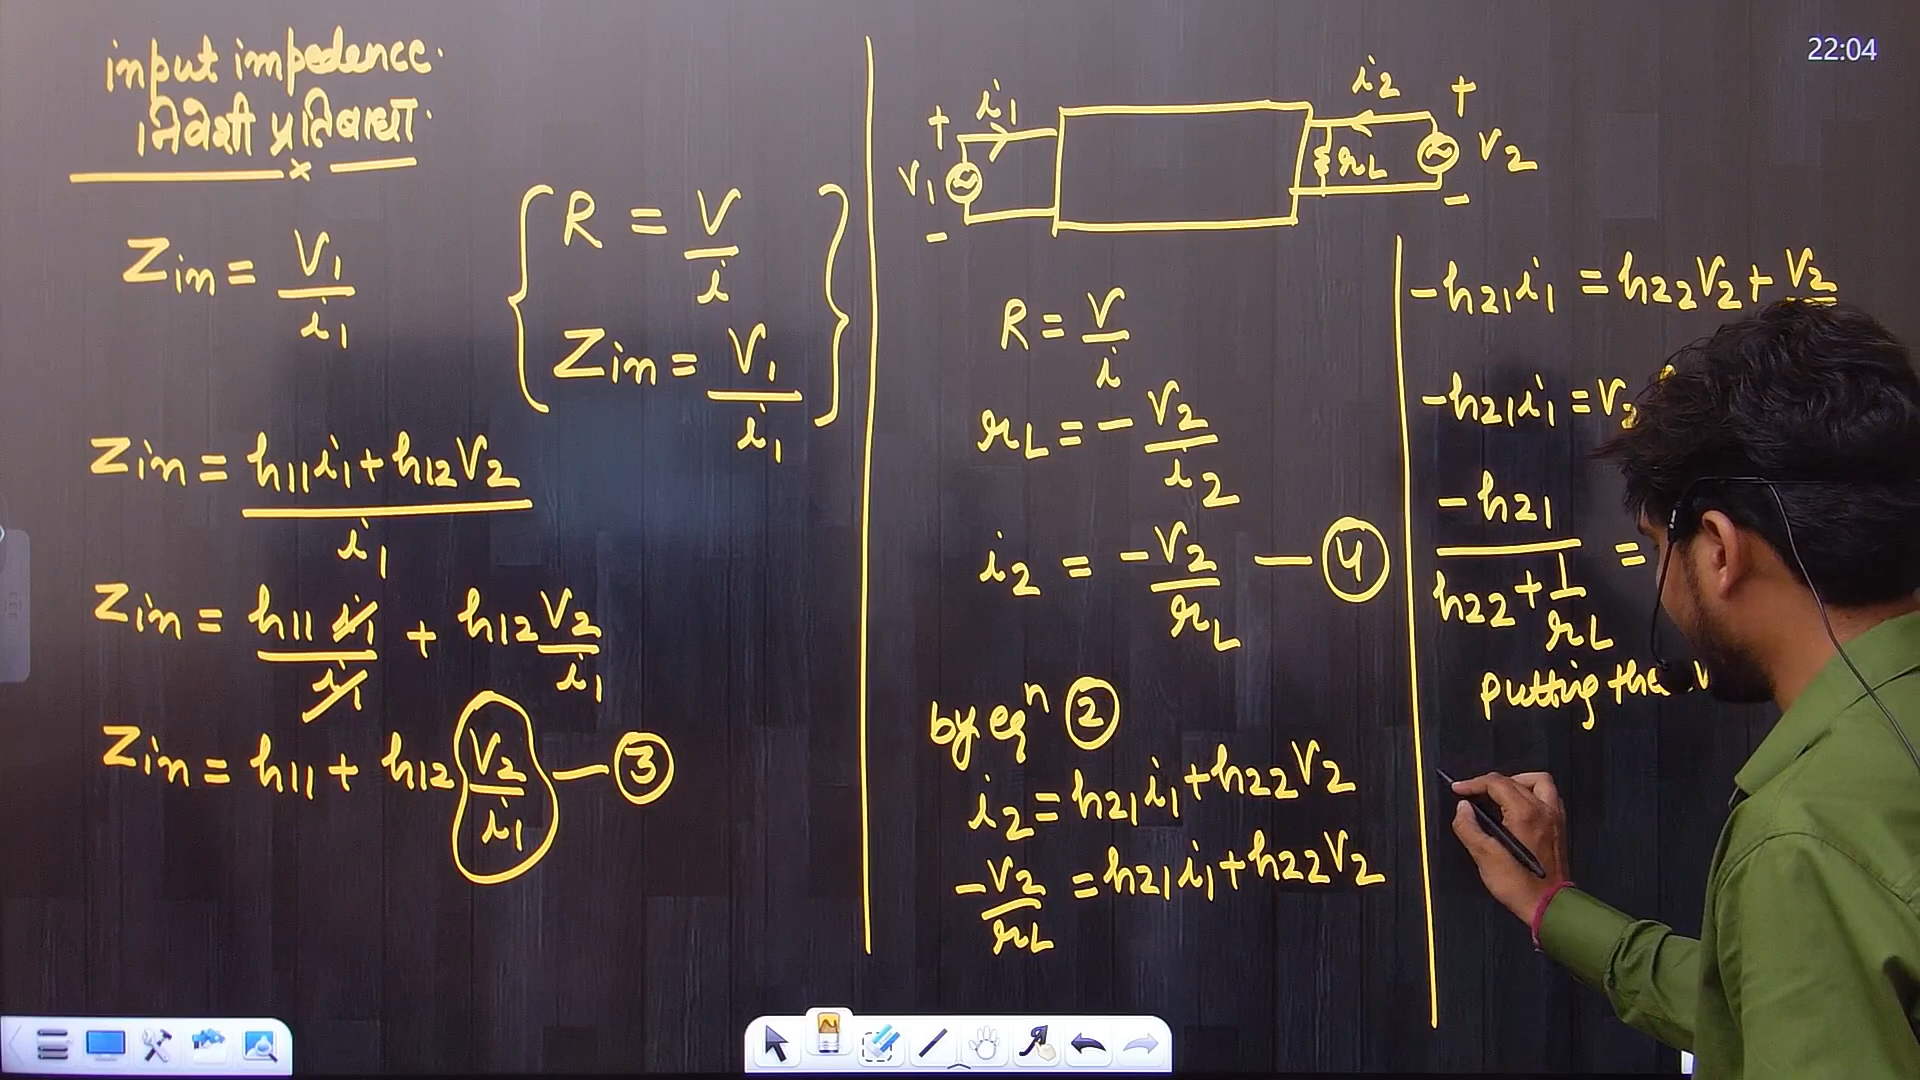 input impedence.
निवेशी प्रतिबाधा.
Zin = V1/i1
{ R = V/i
Zin = V1/i1 }
Zin = h11i1 + h12V2 / i1
Zin = h11 i1/i1 + h12 V2/i1
Zin = h11 + h12 V2/i1 — 3
+ i1 i2 +
V1 rL V2
- -
R = V/i
rL = - V2/i2
i2 = -V2/rL — 4
by eqn 2
i2 = h21i1 + h22V2
-V2/rL = h21i1 + h22V2
-h21i1 = h22V2 + V2
-h21i1 = V2
-h21 / h22 + 1/rL =
putting the
22:04